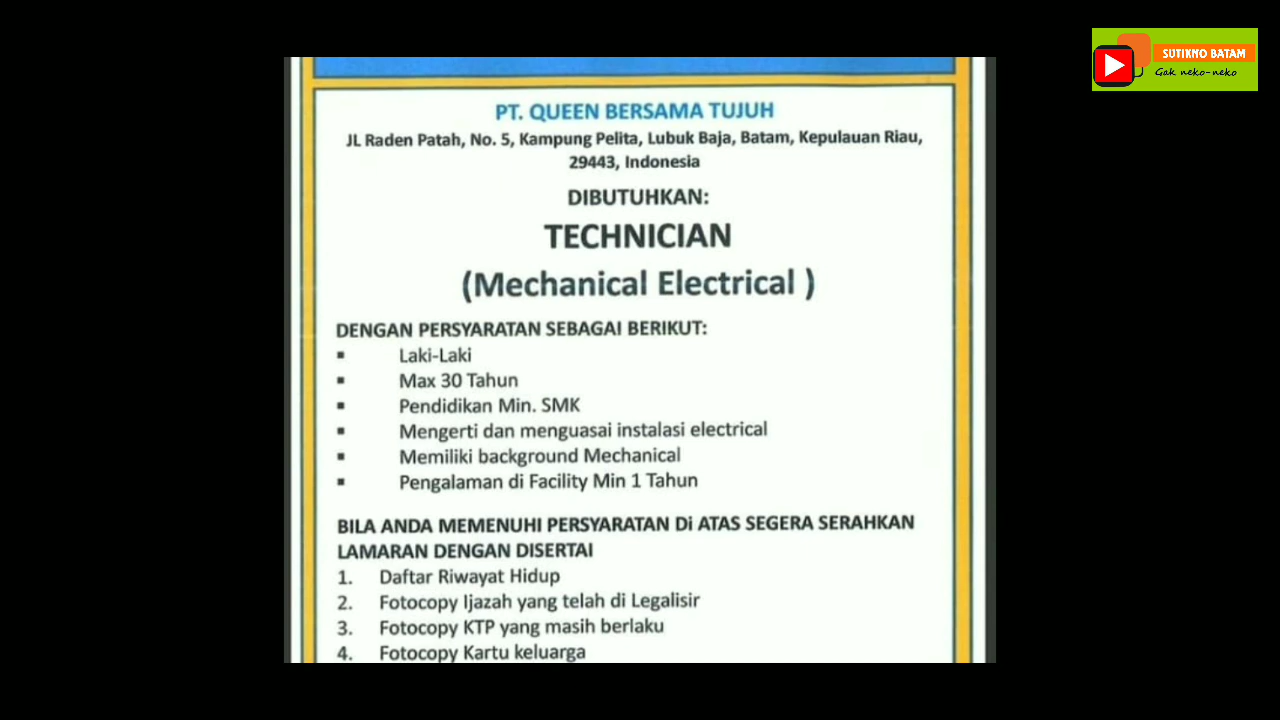 SUTIKNO BATAM
Gak neko-neko
PT. QUEEN BERSAMA TUJUH
JL Raden Patah, No. 5, Kampung Pelita, Lubuk Baja, Batam, Kepulauan Riau,
29443, Indonesia
DIBUTUHKAN:
TECHNICIAN
(Mechanical Electrical )
DENGAN PERSYARATAN SEBAGAI BERIKUT:
▪ Laki-Laki
▪ Max 30 Tahun
▪ Pendidikan Min. SMK
▪ Mengerti dan menguasai instalasi electrical
▪ Memiliki background Mechanical
▪ Pengalaman di Facility Min 1 Tahun
BILA ANDA MEMENUHI PERSYARATAN Di ATAS SEGERA SERAHKAN
LAMARAN DENGAN DISERTAI
1. Daftar Riwayat Hidup
2. Fotocopy Ijazah yang telah di Legalisir
3. Fotocopy KTP yang masih berlaku
4. Fotocopy Kartu keluarga